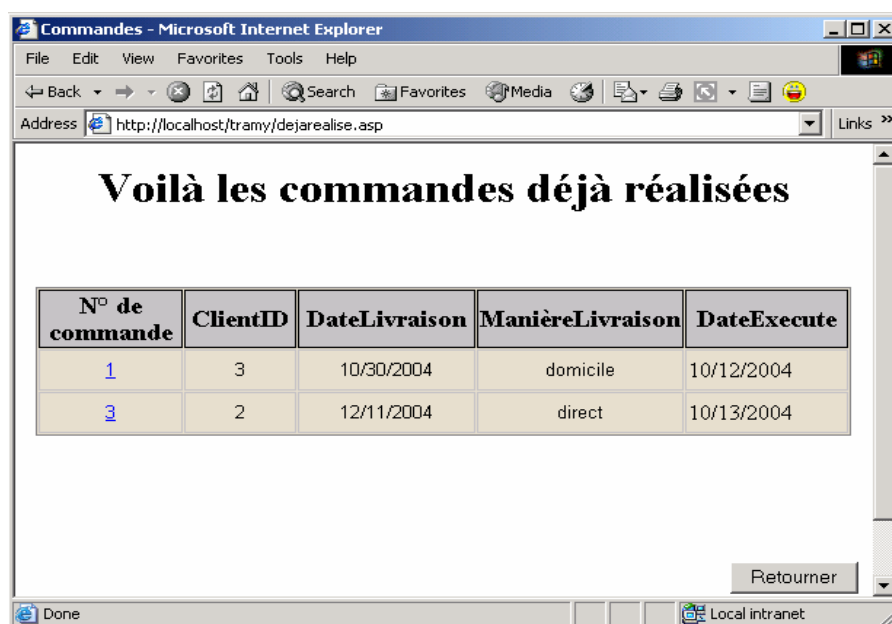 Commandes - Microsoft Internet Explorer
File Edit View Favorites Tools Help
Back Search Favorites Media
Address http://localhost/tramy/dejarealise.asp Links »
Voilà les commandes déjà réalisées
N° de commande ClientID DateLivraison ManièreLivraison DateExecute
1 3 10/30/2004 domicile 10/12/2004
3 2 12/11/2004 direct 10/13/2004
Retourner
Done Local intranet